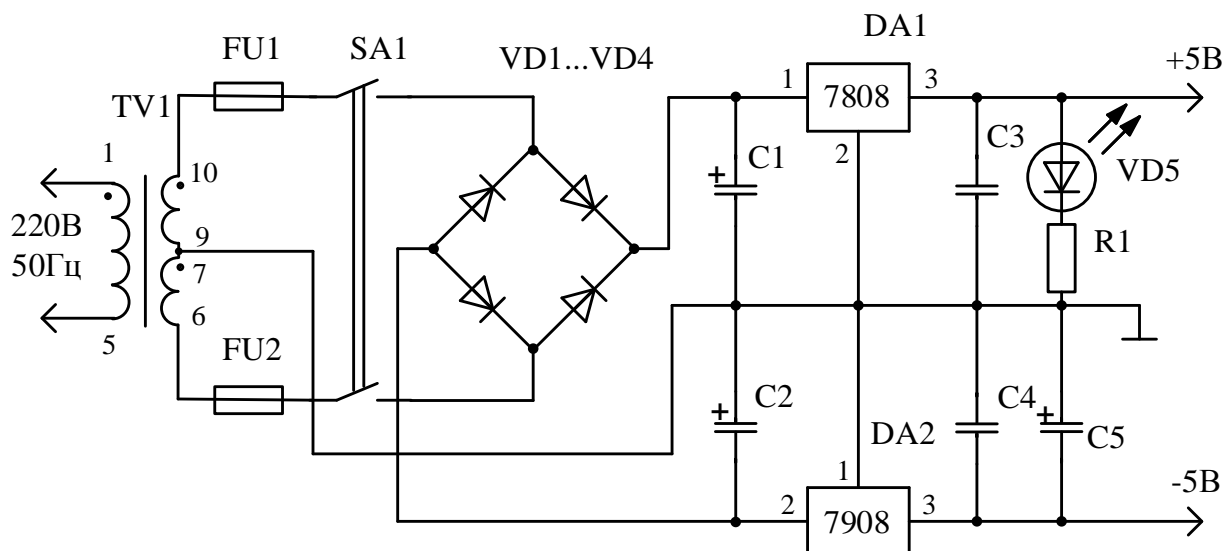 DA1
FU1 SA1 VD1...VD4 +5В
1 7808 3
TV1
C3
1 10 2
C1 VD5
+
220В 9 R1
50Гц 7
6
5 FU2
C2 C4
+ DA2 + C5
1 -5В
2 7908 3